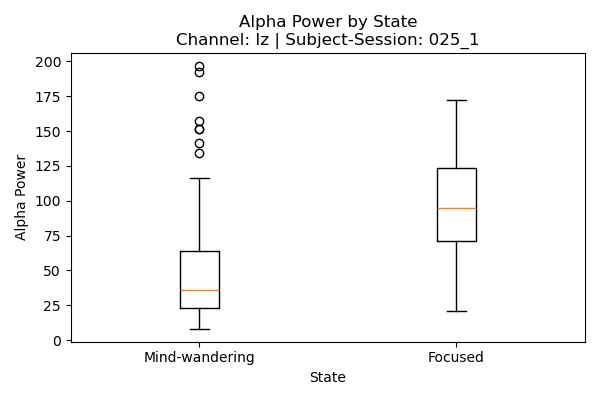 Alpha Power by State
Channel: Iz | Subject-Session: 025_1
200
175
150
125
100
75
50
25
0
Alpha Power
Mind-wandering
Focused
State